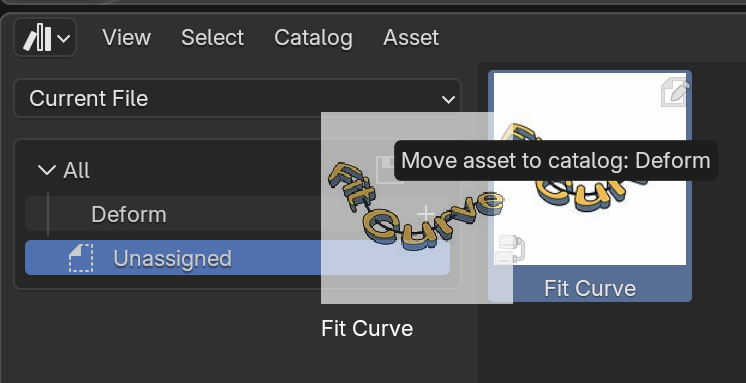 View Select Catalog Asset
Current File
All
Move asset to catalog: Deform
Fit Curve
Deform
Unassigned
Fit Curve
Fit Curve